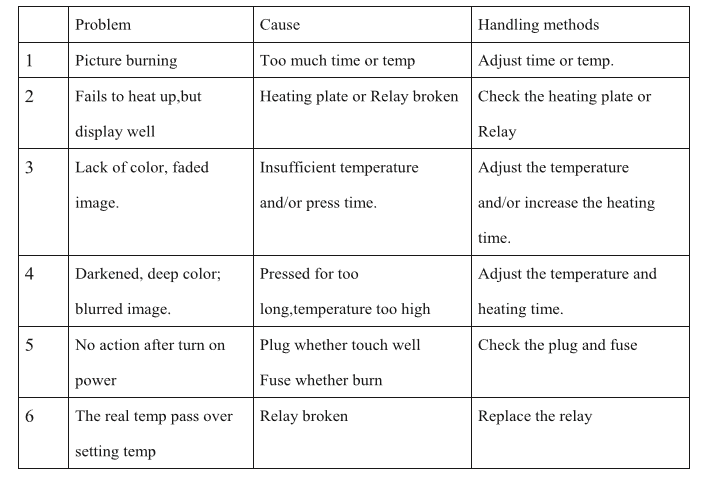 Problem Cause Handling methods
1 Picture burning Too much time or temp Adjust time or temp.
2 Fails to heat up,but Heating plate or Relay broken Check the heating plate or
display well Relay
3 Lack of color, faded Insufficient temperature Adjust the temperature
image. and/or press time. and/or increase the heating
time.
4 Darkened, deep color; Pressed for too Adjust the temperature and
blurred image. long,temperature too high heating time.
5 No action after turn on Plug whether touch well Check the plug and fuse
power Fuse whether burn
6 The real temp pass over Relay broken Replace the relay
setting temp